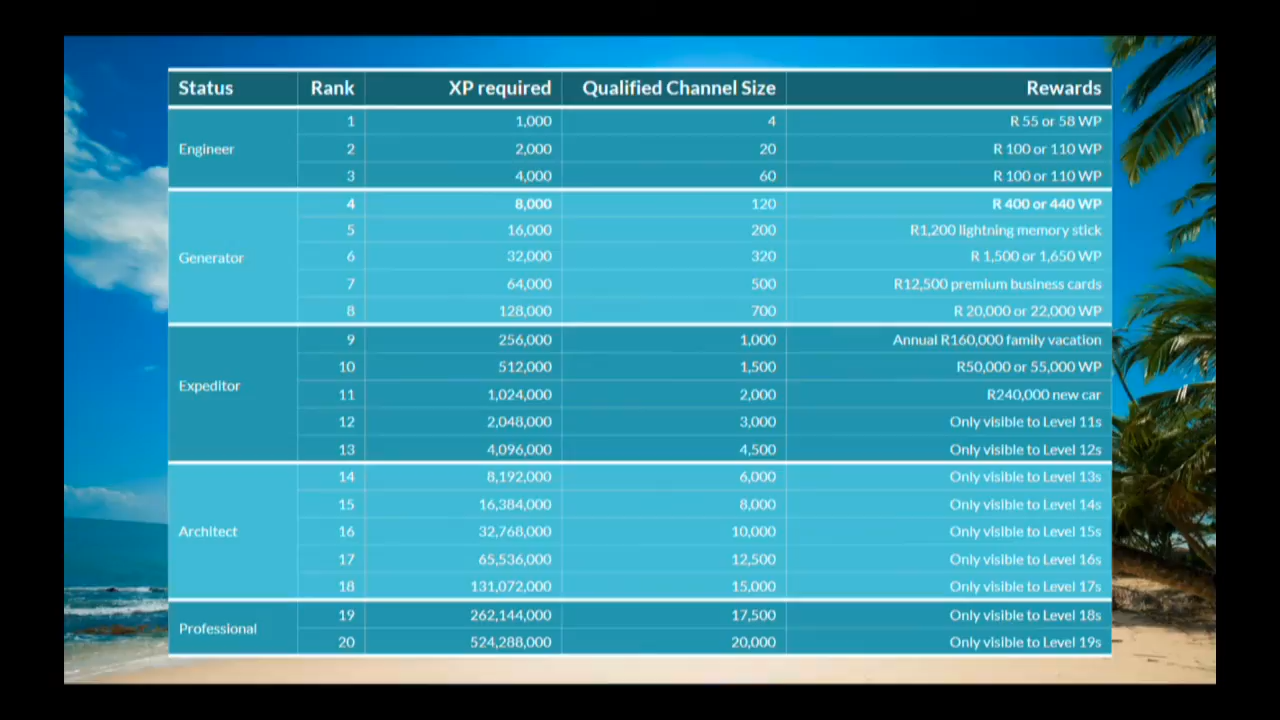 Status Rank XP required Qualified Channel Size Rewards
1 1,000 4 R 55 or 58 WP
Engineer 2 2,000 20 R 100 or 110 WP
3 4,000 60 R 100 or 110 WP
4 8,000 120 R 400 or 440 WP
5 16,000 200 R1,200 lightning memory stick
Generator 6 32,000 320 R 1,500 or 1,650 WP
7 64,000 500 R12,500 premium business cards
8 128,000 700 R 20,000 or 22,000 WP
9 256,000 1,000 Annual R160,000 family vacation
10 512,000 1,500 R50,000 or 55,000 WP
Expeditor 11 1,024,000 2,000 R240,000 new car
12 2,048,000 3,000 Only visible to Level 11s
13 4,096,000 4,500 Only visible to Level 12s
14 8,192,000 6,000 Only visible to Level 13s
15 16,384,000 8,000 Only visible to Level 14s
Architect 16 32,768,000 10,000 Only visible to Level 15s
17 65,536,000 12,500 Only visible to Level 16s
18 131,072,000 15,000 Only visible to Level 17s
Professional 19 262,144,000 17,500 Only visible to Level 18s
20 524,288,000 20,000 Only visible to Level 19s